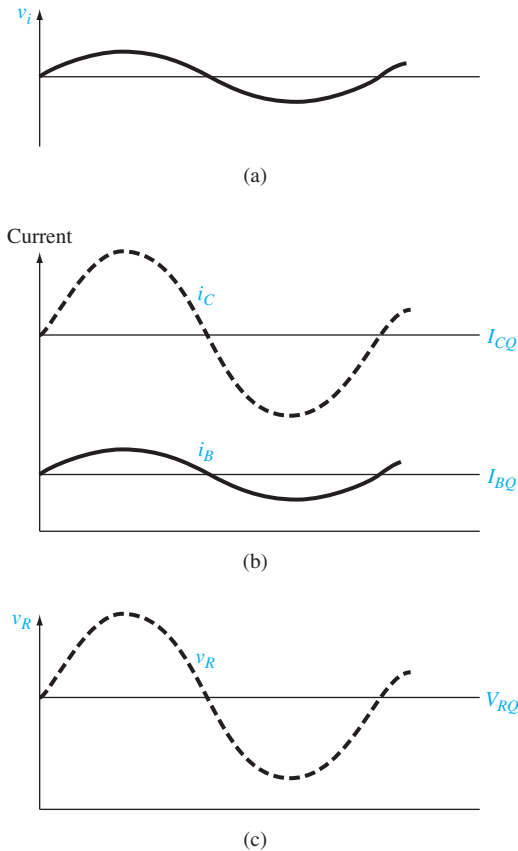 v_i
(a)
Current
i_C
I_CQ
i_B
I_BQ
(b)
v_R
v_R
V_RQ
(c)